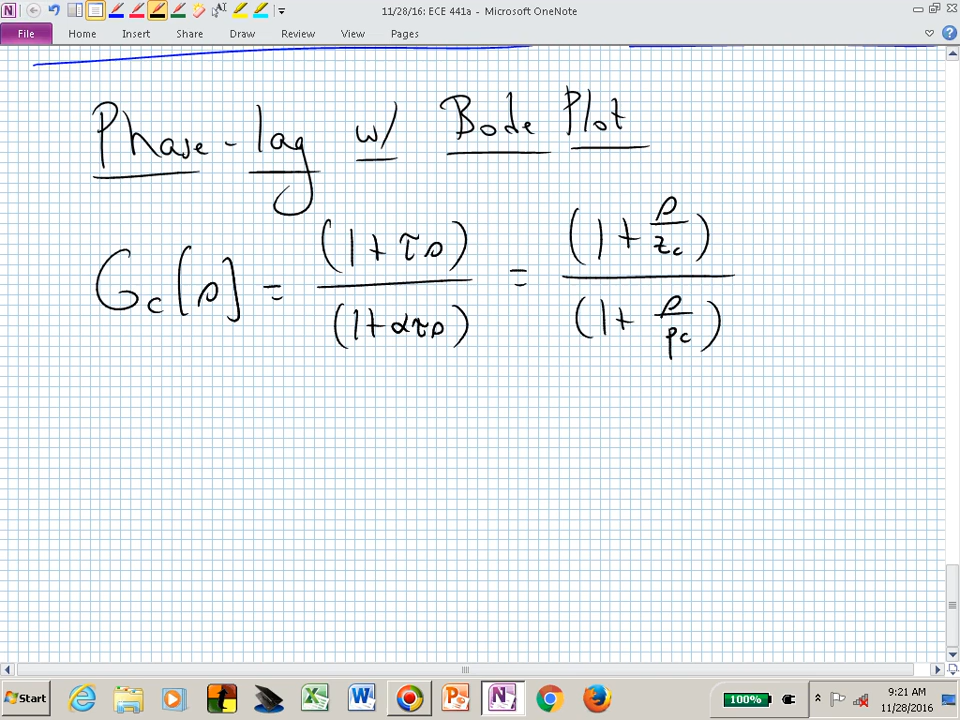 11/28/16: ECE 441a - Microsoft OneNote
File Home Insert Share Draw Review View Pages
Phase-lag w/ Bode Plot
Gc(s) = (1+τs)/(1+ατs) = (1+s/zc)/(1+s/pc)
Start 100% 9:21 AM
11/28/2016